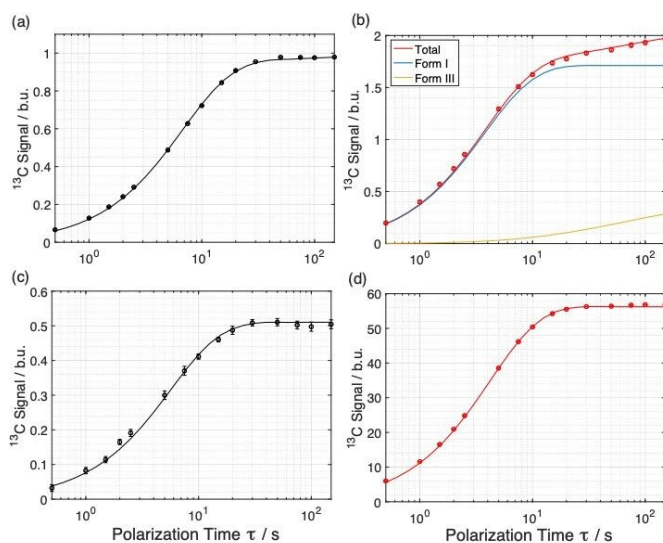 (a)
1
0.8
0.6
0.4
0.2
0
¹³C Signal / b.u.
10⁰ 10¹ 10²
(b)
2
1.5
1
0.5
0
¹³C Signal / b.u.
Total
Form I
Form III
10⁰ 10¹ 10²
(c)
0.6
0.5
0.4
0.3
0.2
0.1
0
¹³C Signal / b.u.
10⁰ 10¹ 10²
Polarization Time τ / s
(d)
60
50
40
30
20
10
0
¹³C Signal / b.u.
10⁰ 10¹ 10²
Polarization Time τ / s